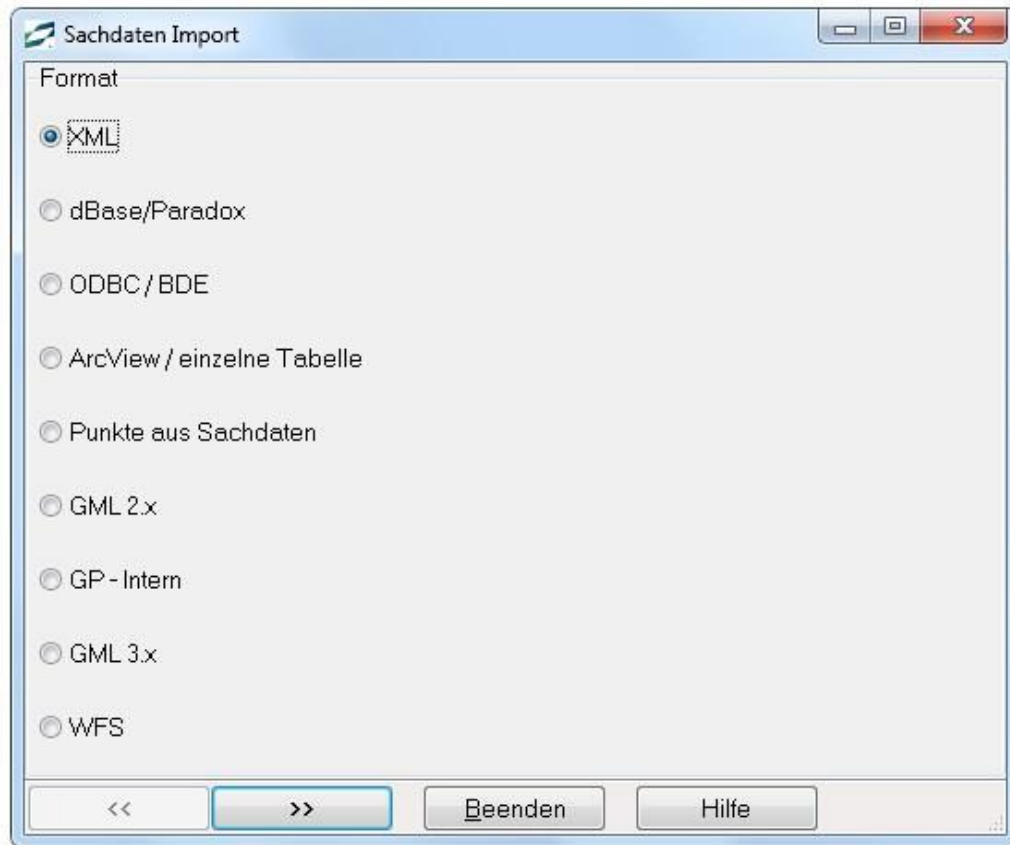 Sachdaten Import
Format
XML
dBase/Paradox
ODBC / BDE
ArcView / einzelne Tabelle
Punkte aus Sachdaten
GML 2.x
GP - Intern
GML 3.x
WFS
<< >> Beenden Hilfe